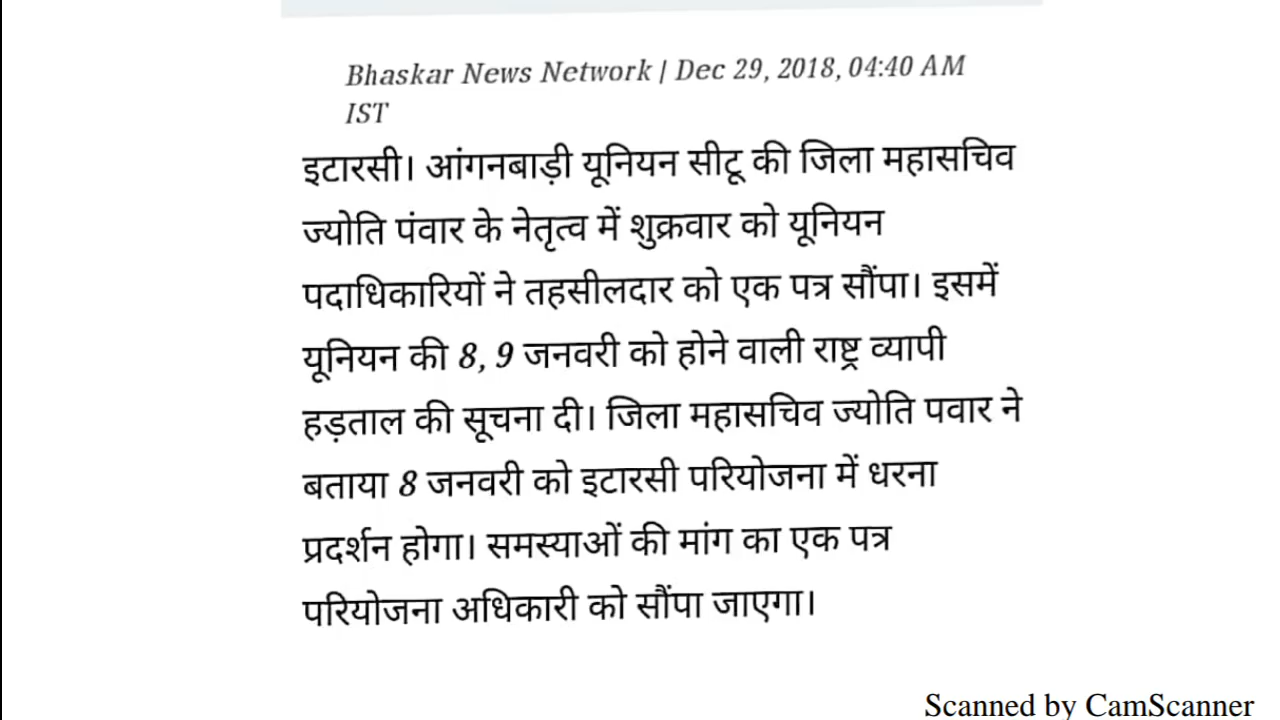 Bhaskar News Network | Dec 29, 2018, 04:40 AM
IST
इटारसी। आंगनबाड़ी यूनियन सीटू की जिला महासचिव
ज्योति पंवार के नेतृत्व में शुक्रवार को यूनियन
पदाधिकारियों ने तहसीलदार को एक पत्र सौंपा। इसमें
यूनियन की 8, 9 जनवरी को होने वाली राष्ट्र व्यापी
हड़ताल की सूचना दी। जिला महासचिव ज्योति पवार ने
बताया 8 जनवरी को इटारसी परियोजना में धरना
प्रदर्शन होगा। समस्याओं की मांग का एक पत्र
परियोजना अधिकारी को सौंपा जाएगा।
Scanned by CamScanner